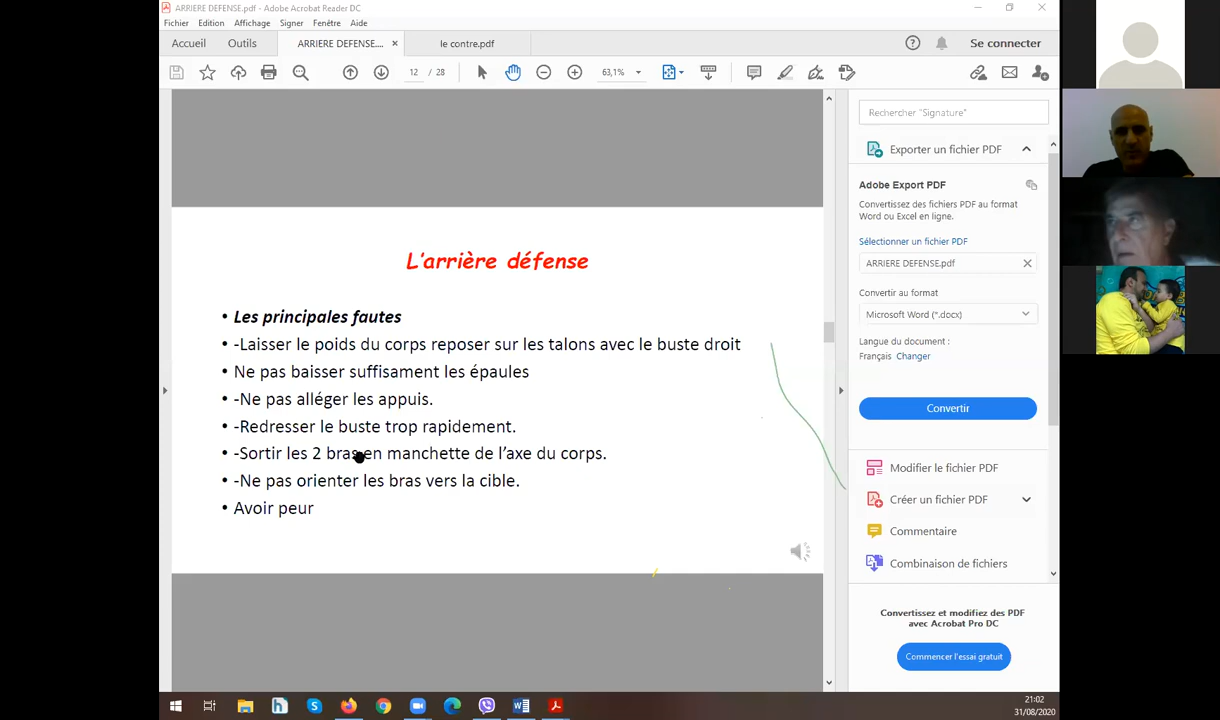 ARRIERE DEFENSE.pdf - Adobe Acrobat Reader DC
Fichier Edition Affichage Signer Fenêtre Aide
Accueil Outils ARRIERE DEFENSE.... × le contre.pdf Se connecter
12 / 28 63,1%
Rechercher "Signature"
Exporter un fichier PDF
Adobe Export PDF
Convertissez des fichiers PDF au format
Word ou Excel en ligne.
Sélectionner un fichier PDF
ARRIERE DEFENSE.pdf
Convertir au format
Microsoft Word (*.docx)
Langue du document :
Français Changer
Convertir
Modifier le fichier PDF
Créer un fichier PDF
Commentaire
Combinaison de fichiers
Convertissez et modifiez des PDF
avec Acrobat Pro DC
Commencer l'essai gratuit
L'arrière défense
• Les principales fautes
• -Laisser le poids du corps reposer sur les talons avec le buste droit
• Ne pas baisser suffisament les épaules
• -Ne pas alléger les appuis.
• -Redresser le buste trop rapidement.
• -Sortir les 2 bras en manchette de l'axe du corps.
• -Ne pas orienter les bras vers la cible.
• Avoir peur
21:02
31/08/2020